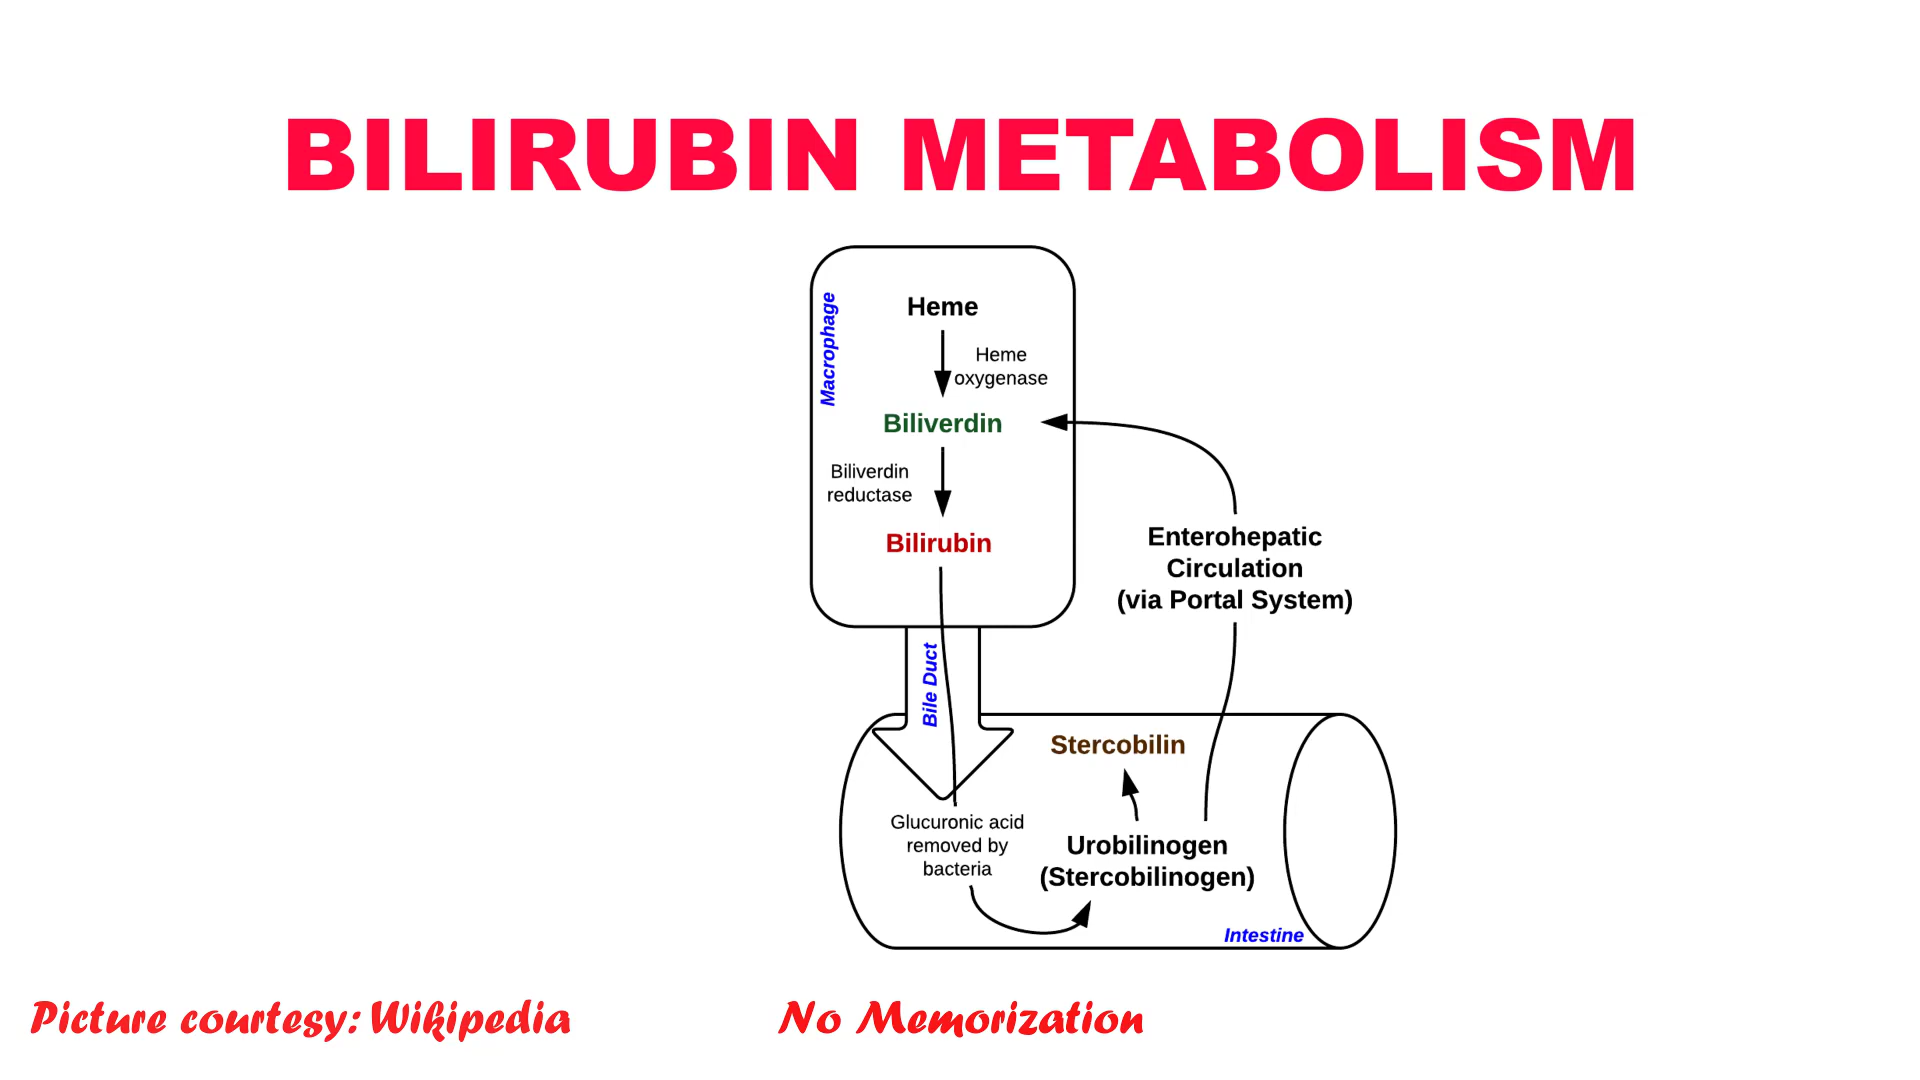 BILIRUBIN METABOLISM
Macrophage
Heme
Heme
oxygenase
Biliverdin
Biliverdin
reductase
Bilirubin
Enterohepatic
Circulation
(via Portal System)
Bile Duct
Stercobilin
Glucuronic acid
removed by
bacteria
Urobilinogen
(Stercobilinogen)
Intestine
Picture courtesy: Wikipedia
No Memorization